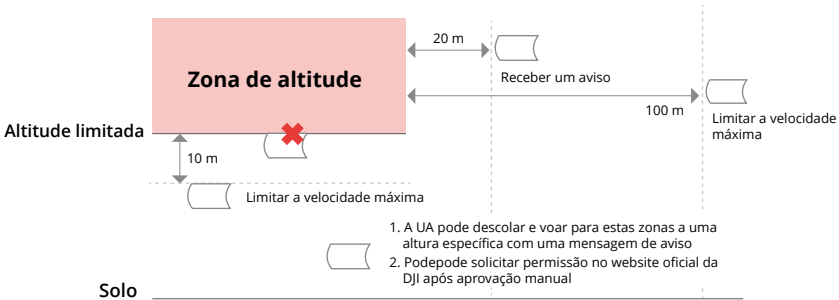 20 m
Zona de altitude
Receber um aviso
100 m
Limitar a velocidade
máxima
Altitude limitada
10 m
Limitar a velocidade máxima
1. A UA pode descolar e voar para estas zonas a uma
altura específica com uma mensagem de aviso
2. Podepode solicitar permissão no website oficial da
DJI após aprovação manual
Solo